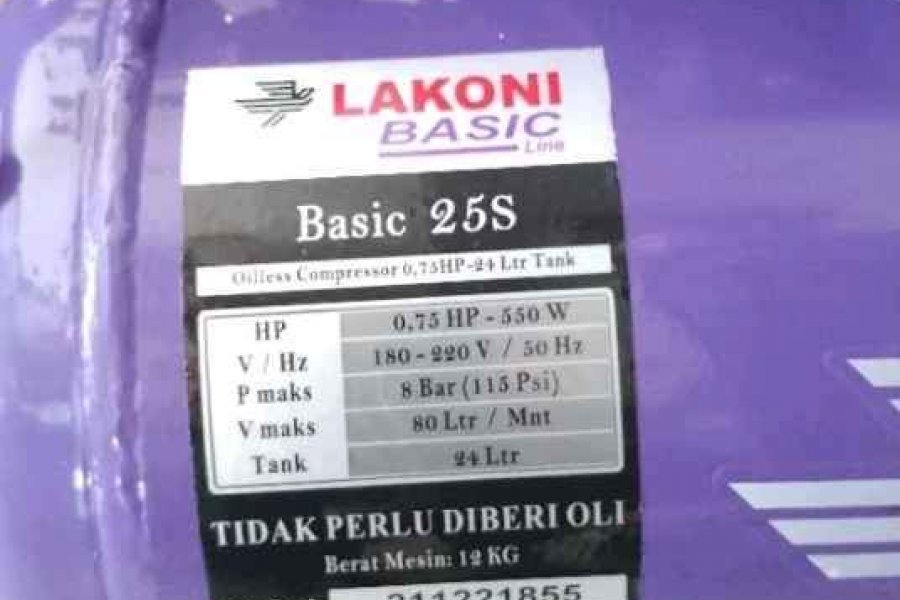 LAKONI
BASIC
Line
Basic 25S
Oilless Compressor 0,75HP-24 Ltr Tank
HP 0,75 HP - 550 W
V / Hz 180 - 220 V / 50 Hz
P maks 8 Bar (115 Psi)
V maks 80 Ltr / Mnt
Tank 24 Ltr
TIDAK PERLU DIBERI OLI
Berat Mesin: 12 KG
211221855